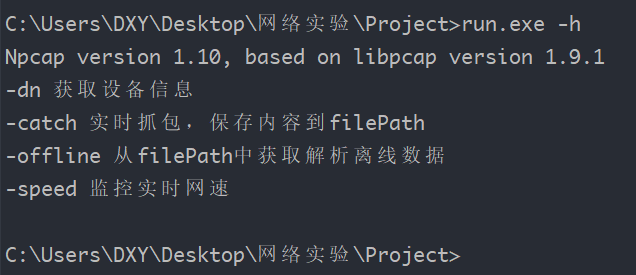 C:\Users\DXY\Desktop\网络实验\Project>run.exe -h
Npcap version 1.10, based on libpcap version 1.9.1
-dn 获取设备信息
-catch 实时抓包，保存内容到filePath
-offline 从filePath中获取解析离线数据
-speed 监控实时网速
C:\Users\DXY\Desktop\网络实验\Project>